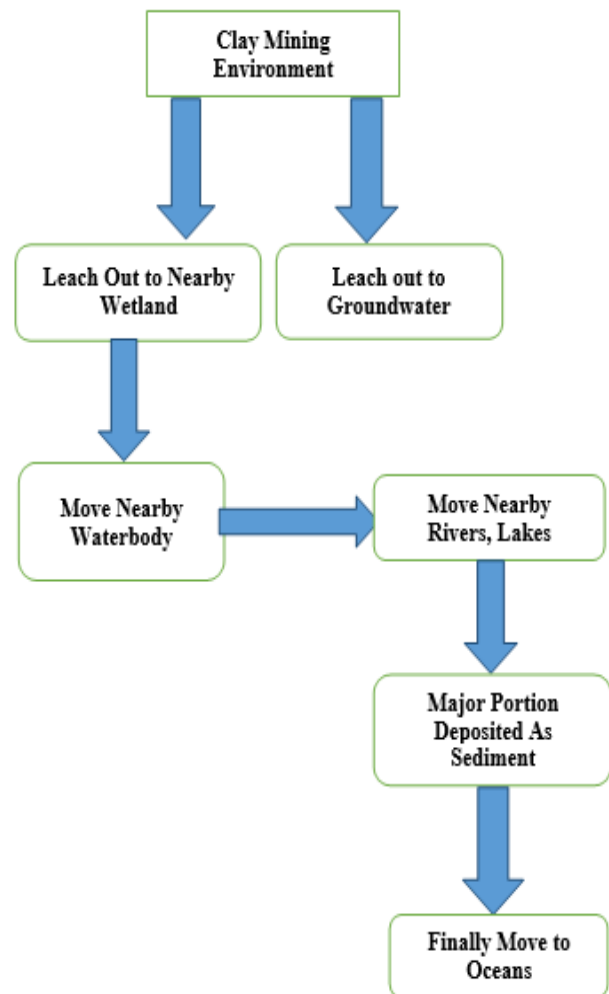 Clay Mining
Environment
Leach Out to Nearby
Wetland
Leach out to
Groundwater
Move Nearby
Waterbody
Move Nearby
Rivers, Lakes
Major Portion
Deposited As
Sediment
Finally Move to
Oceans